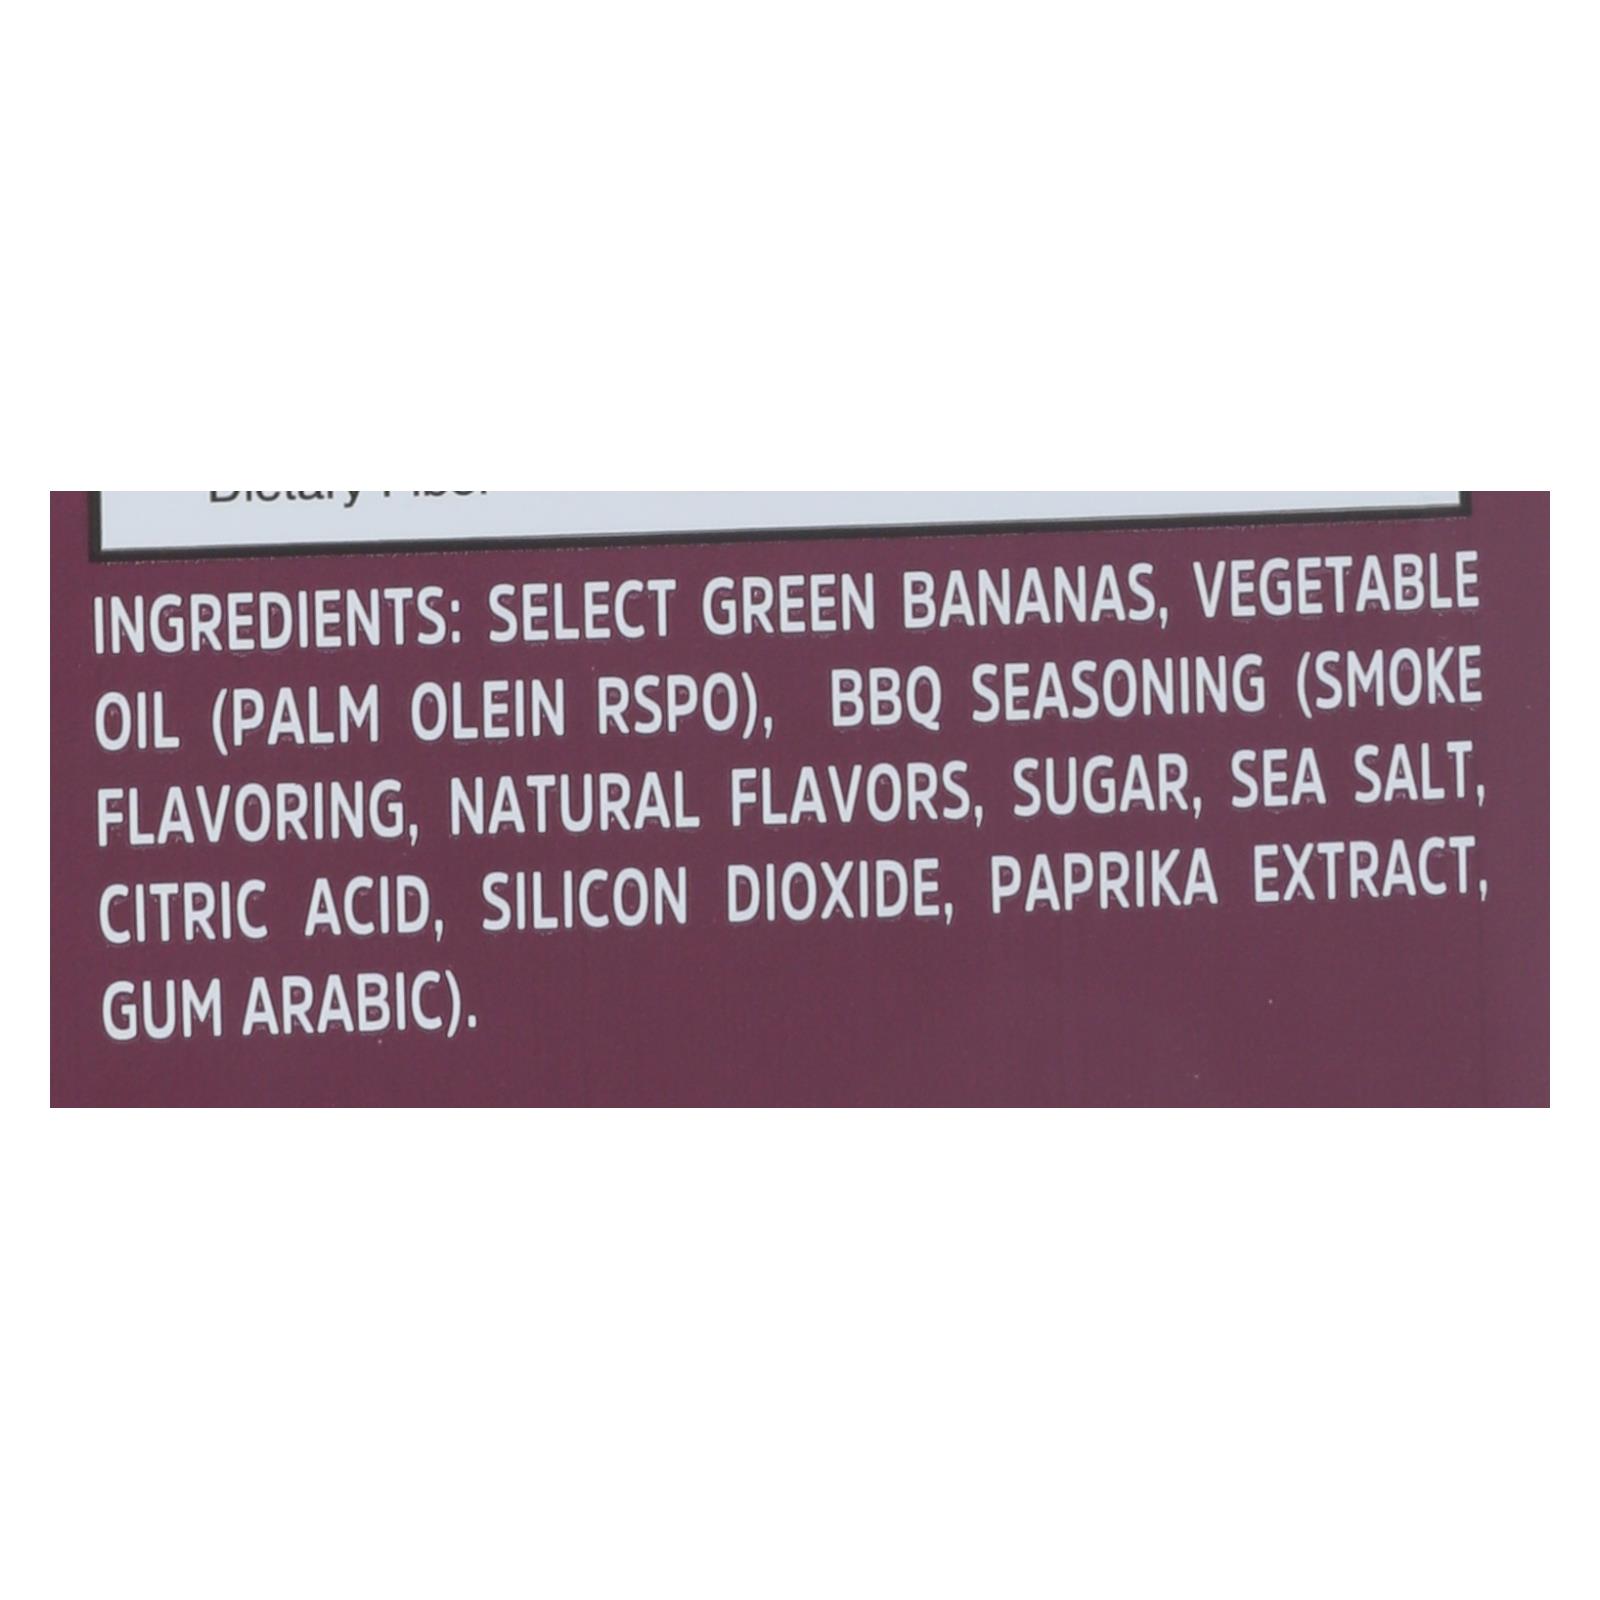 Dietary Fiber
INGREDIENTS: SELECT GREEN BANANAS, VEGETABLE
OIL (PALM OLEIN RSPO), BBQ SEASONING (SMOKE
FLAVORING, NATURAL FLAVORS, SUGAR, SEA SALT,
CITRIC ACID, SILICON DIOXIDE, PAPRIKA EXTRACT,
GUM ARABIC).